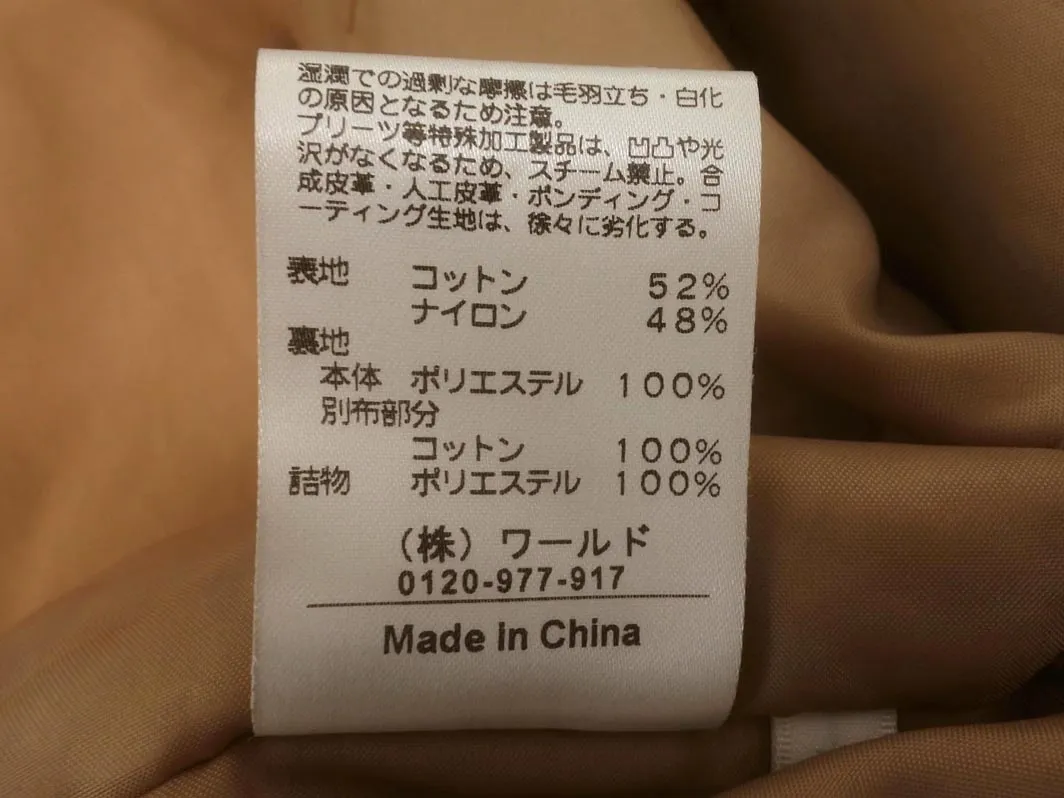 湿潤での過剰な摩擦は毛羽立ち・白化
の原因となるため注意。
プリーツ等特殊加工製品は、凹凸や光
沢がなくなるため、スチーム禁止。合
成皮革・人工皮革・ボンディング・コ
ーティング生地は、徐々に劣化する。
表地 コットン 52%
ナイロン 48%
裏地
本体 ポリエステル 100%
別布部分
コットン 100%
詰物 ポリエステル 100%
(株)ワールド
0120-977-917
Made in China